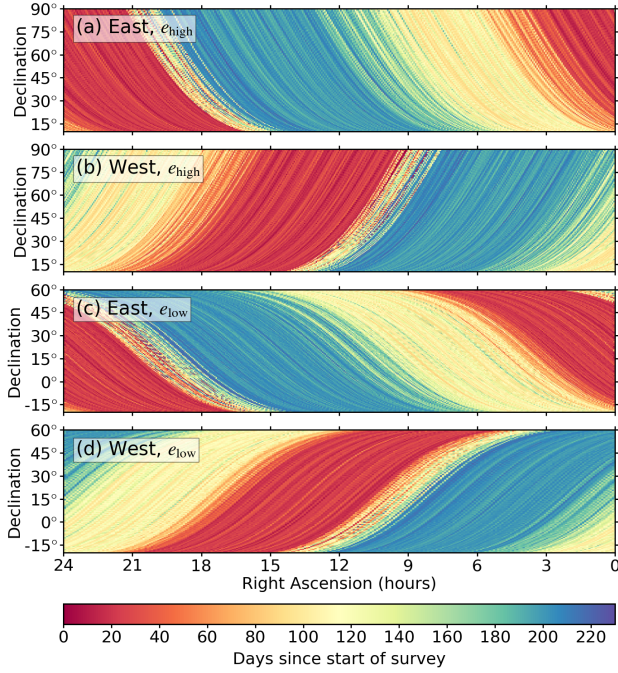 90°
75°
60°
45°
30°
15°
Declination
(a) East, e_high
90°
75°
60°
45°
30°
15°
Declination
(b) West, e_high
60°
45°
30°
15°
0°
-15°
Declination
(c) East, e_low
60°
45°
30°
15°
0°
-15°
Declination
(d) West, e_low
24 21 18 15 12 9 6 3 0
Right Ascension (hours)
0 20 40 60 80 100 120 140 160 180 200 220
Days since start of survey